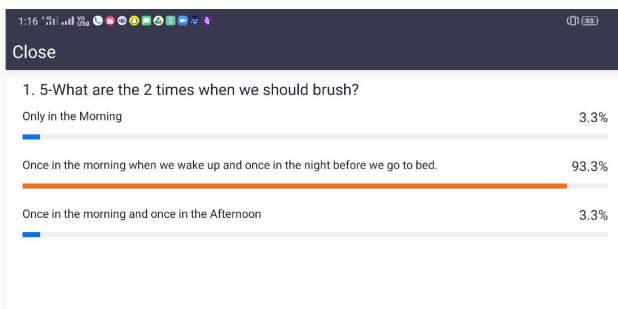 1:16
93
Close
1. 5-What are the 2 times when we should brush?
Only in the Morning 3.3%
Once in the morning when we wake up and once in the night before we go to bed. 93.3%
Once in the morning and once in the Afternoon 3.3%